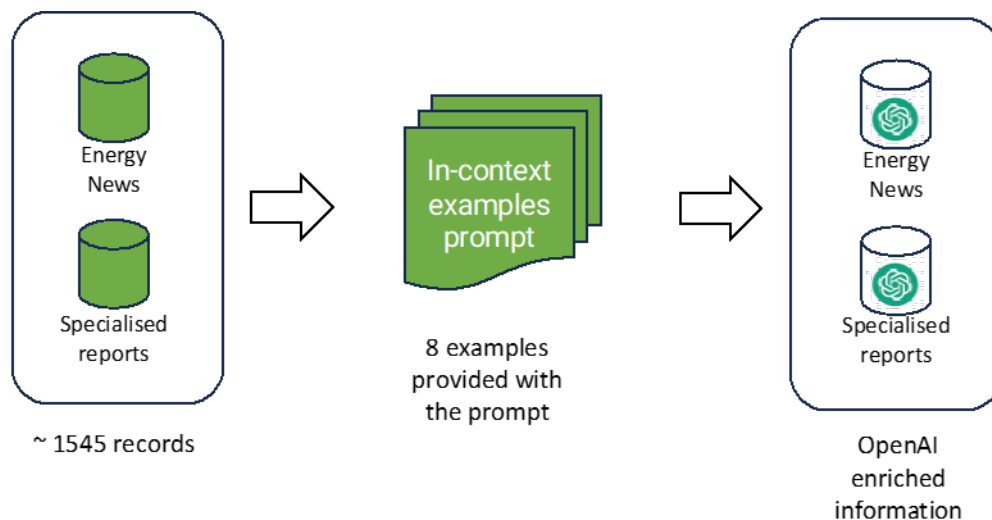 Energy
News
Specialised
reports
~ 1545 records
In-context
examples
prompt
8 examples
provided with
the prompt
Energy
News
Specialised
reports
OpenAI
enriched
information